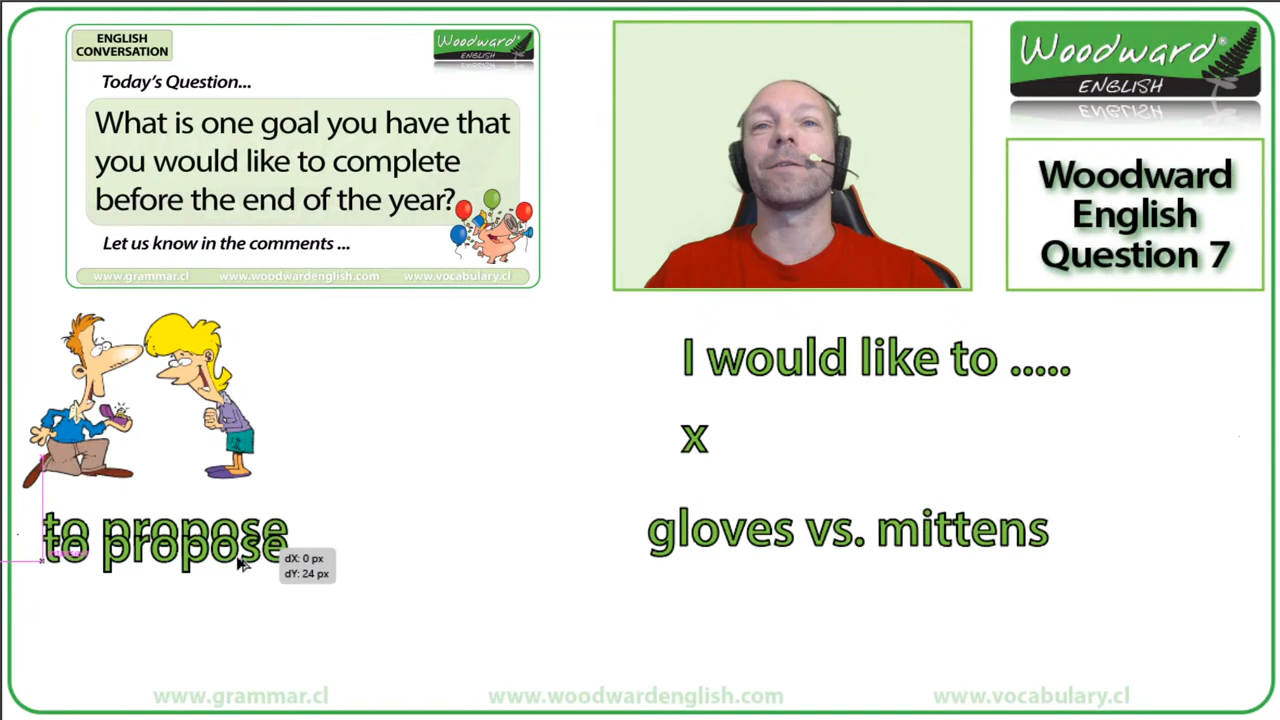 ENGLISH
CONVERSATION
Woodward
ENGLISH
Today's Question...
What is one goal you have that
you would like to complete
before the end of the year?
Let us know in the comments ...
www.grammar.cl www.woodwardenglish.com www.vocabulary.cl
Woodward®
ENGLISH
Woodward
English
Question 7
I would like to .....
x
to propose
to propose
gloves vs. mittens
dX: 0 px
dY: 24 px
www.grammar.cl www.woodwardenglish.com www.vocabulary.cl